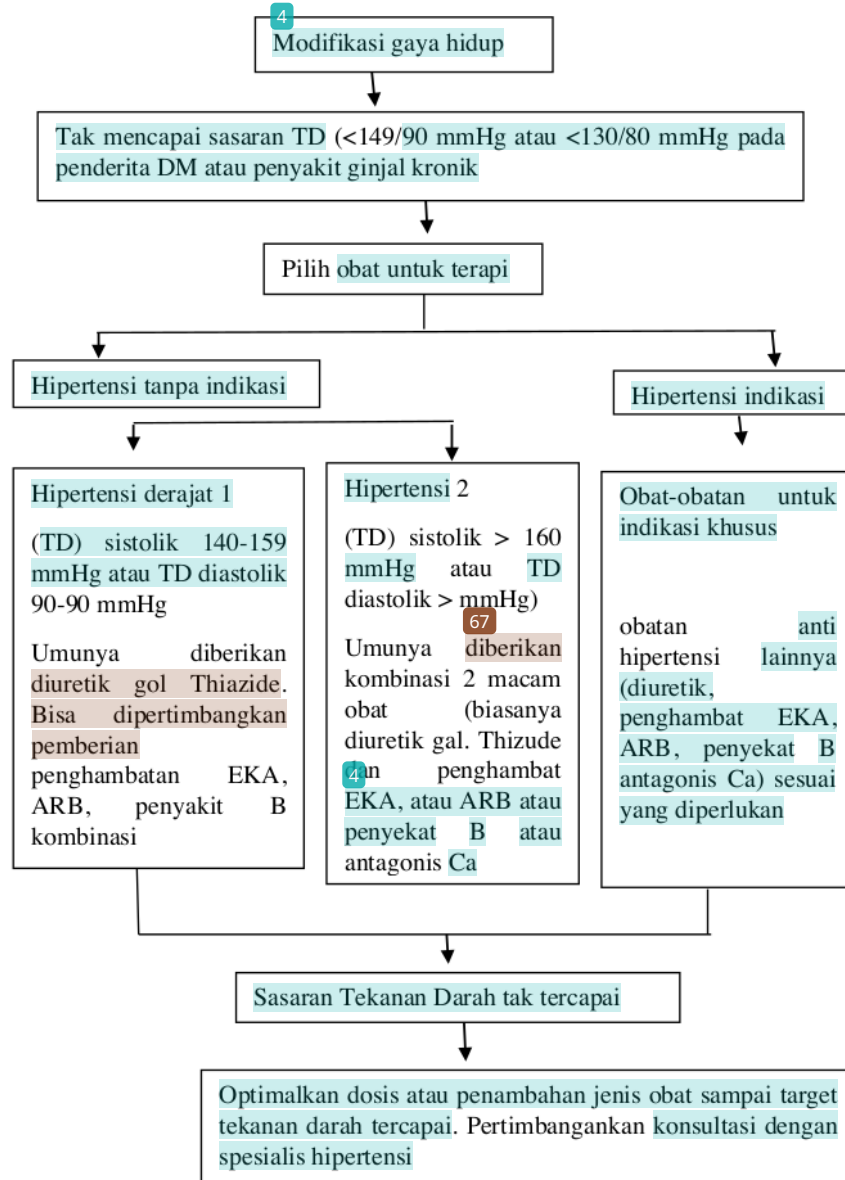 4
Modifikasi gaya hidup
Tak mencapai sasaran TD (<149/90 mmHg atau <130/80 mmHg pada
penderita DM atau penyakit ginjal kronik
Pilih obat untuk terapi
Hipertensi tanpa indikasi
Hipertensi indikasi
Hipertensi derajat 1
(TD) sistolik 140-159
mmHg atau TD diastolik
90-90 mmHg
Umunya diberikan
diuretik gol Thiazide.
Bisa dipertimbangkan
pemberian
penghambatan EKA,
ARB, penyakit B
kombinasi
Hipertensi 2
(TD) sistolik > 160
mmHg atau TD
diastolik > mmHg)
67
Umunya diberikan
kombinasi 2 macam
obat (biasanya
diuretik gal. Thizude
4
dan penghambat
EKA, atau ARB atau
penyekat B atau
antagonis Ca
Obat-obatan untuk
indikasi khusus
obatan anti
hipertensi lainnya
(diuretik,
penghambat EKA,
ARB, penyekat B
antagonis Ca) sesuai
yang diperlukan
Sasaran Tekanan Darah tak tercapai
Optimalkan dosis atau penambahan jenis obat sampai target
tekanan darah tercapai. Pertimbangankan konsultasi dengan
spesialis hipertensi